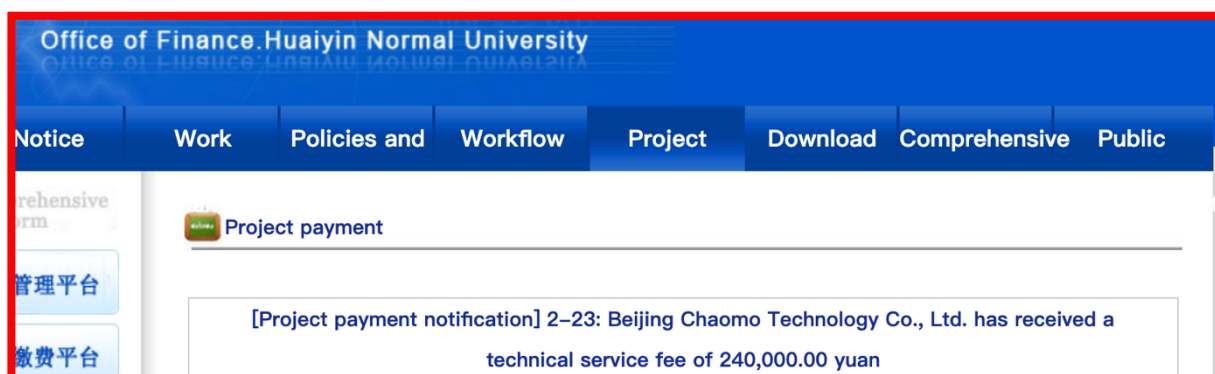 Office of Finance.Huaiyin Normal University
Notice Work Policies and Workflow Project Download Comprehensive Public
管理平台
缴费平台
Project payment
[Project payment notification] 2-23: Beijing Chaomo Technology Co., Ltd. has received a
technical service fee of 240,000.00 yuan